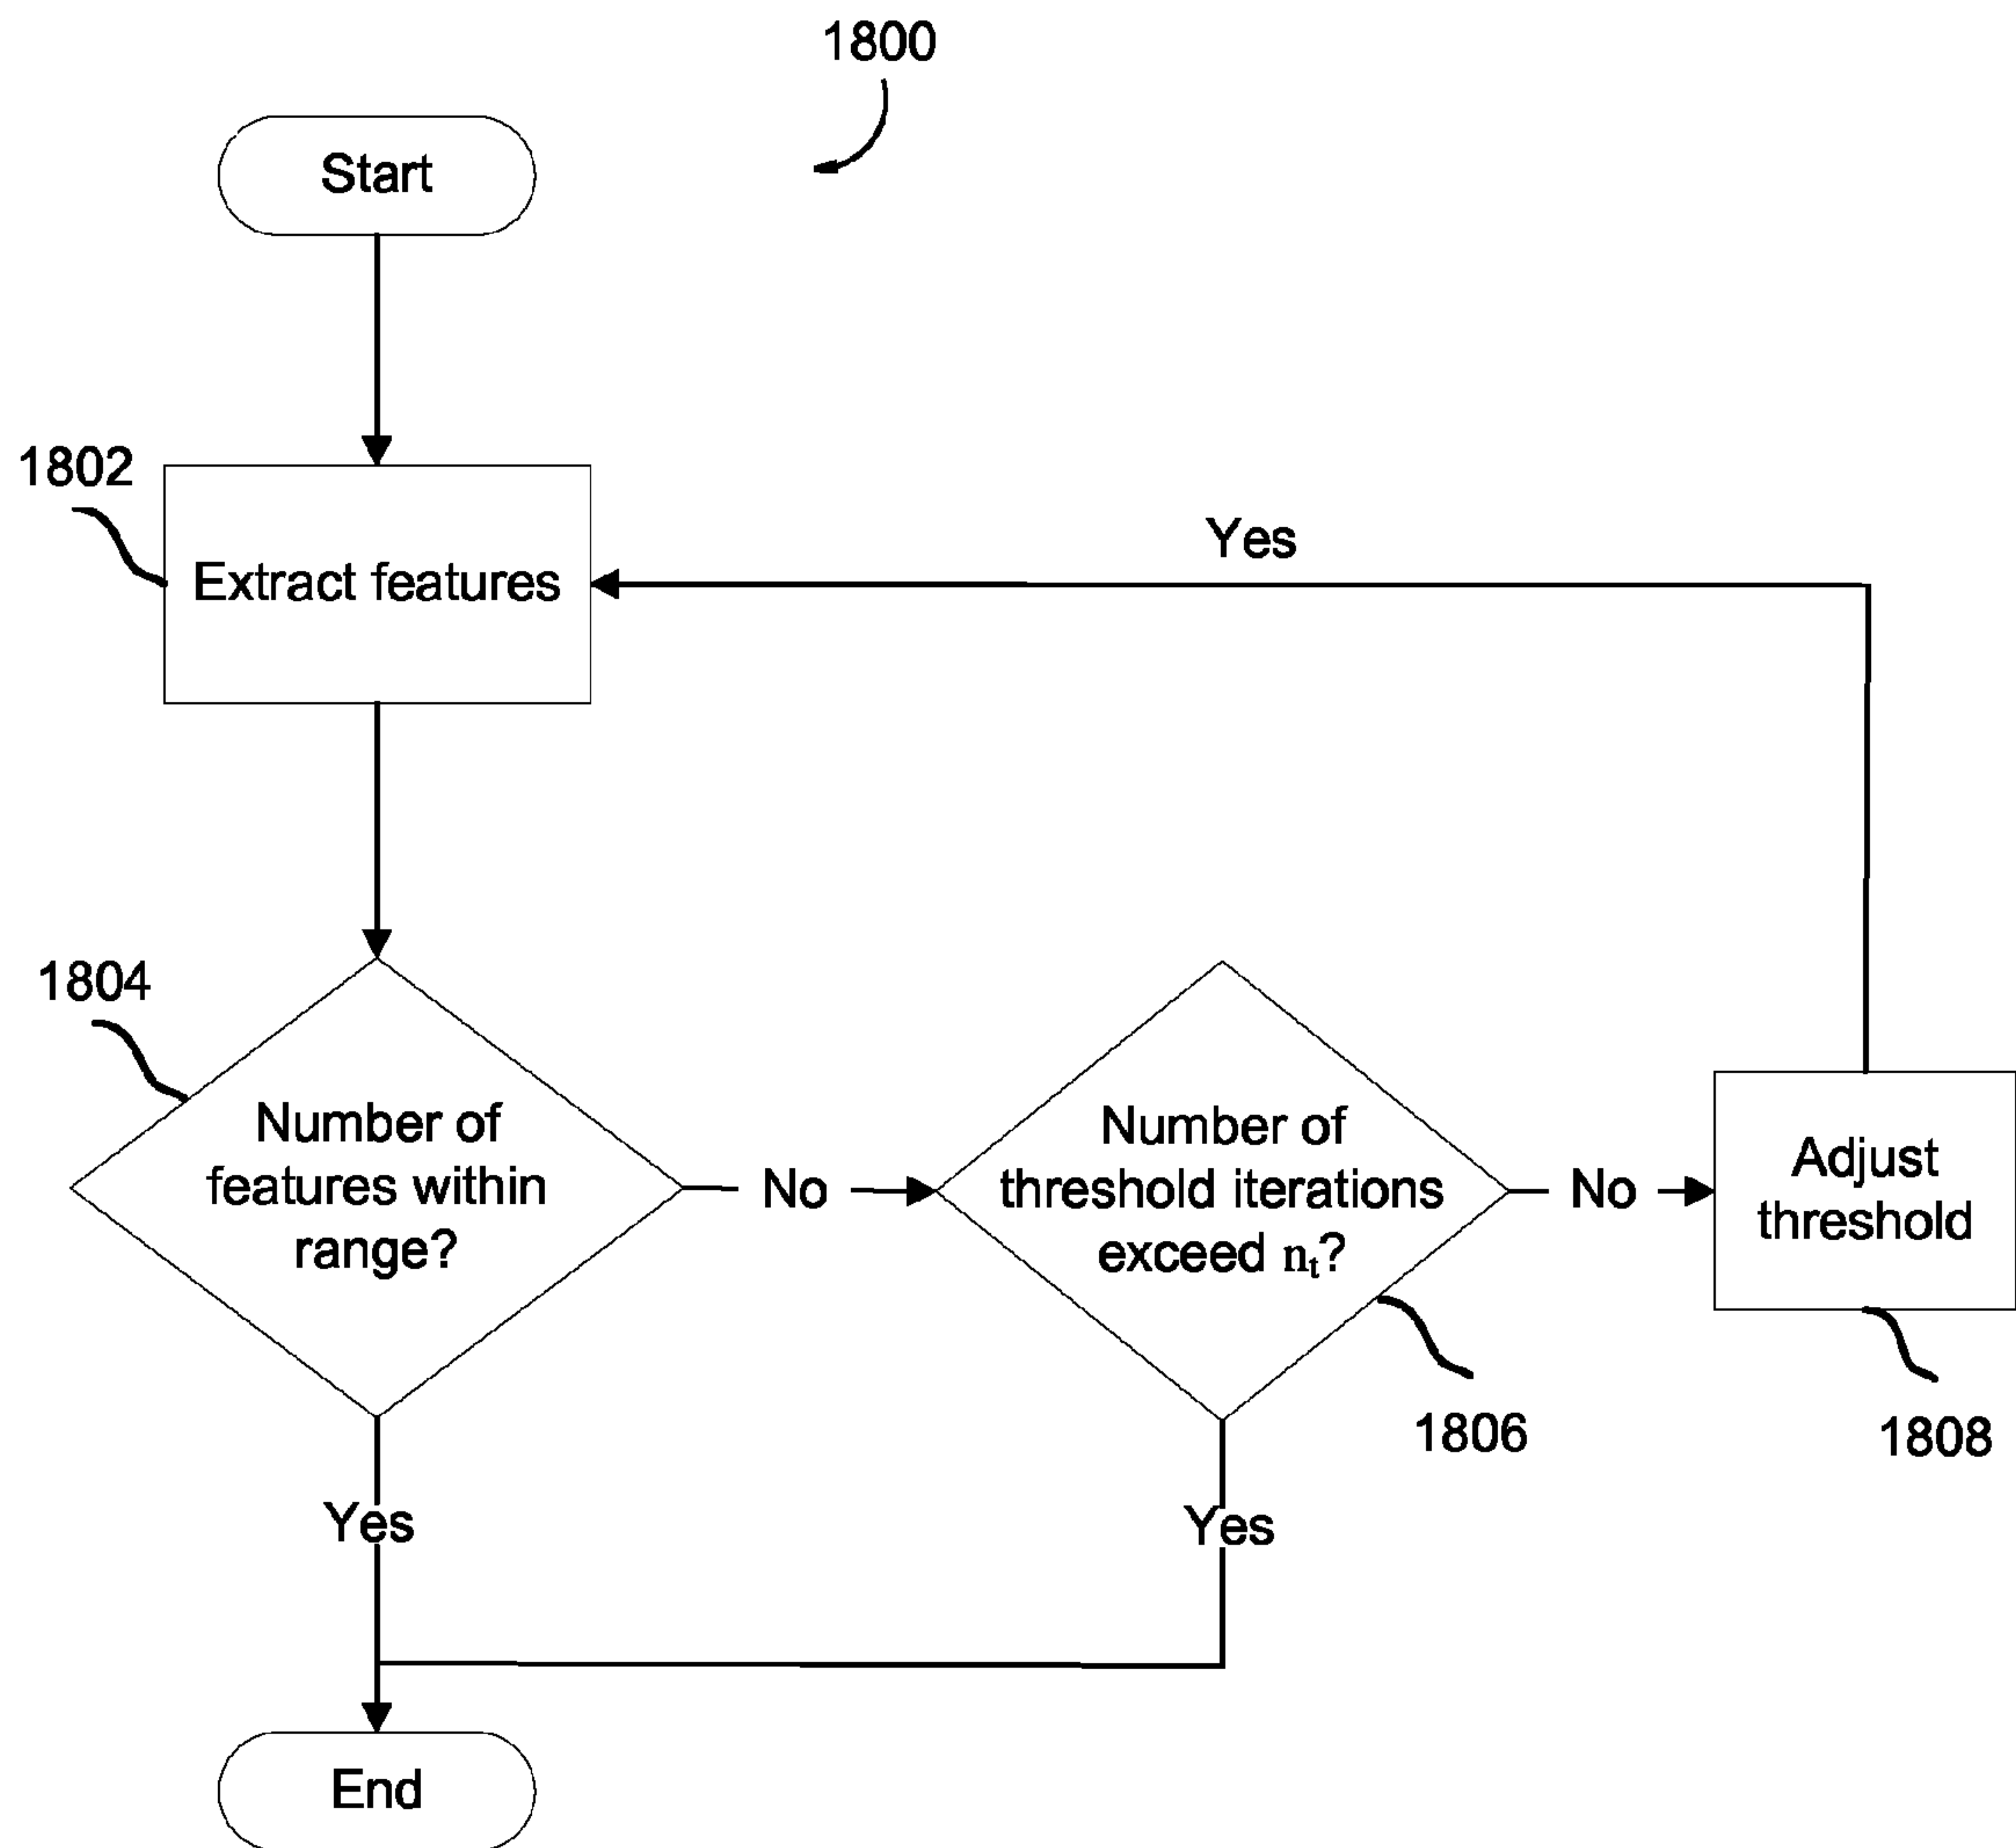 1800
Start
1802
Extract features
Yes
1804
Number of
features within
range?
No
Number of
threshold iterations
exceed nt?
No
Adjust
threshold
1806
1808
Yes
Yes
End